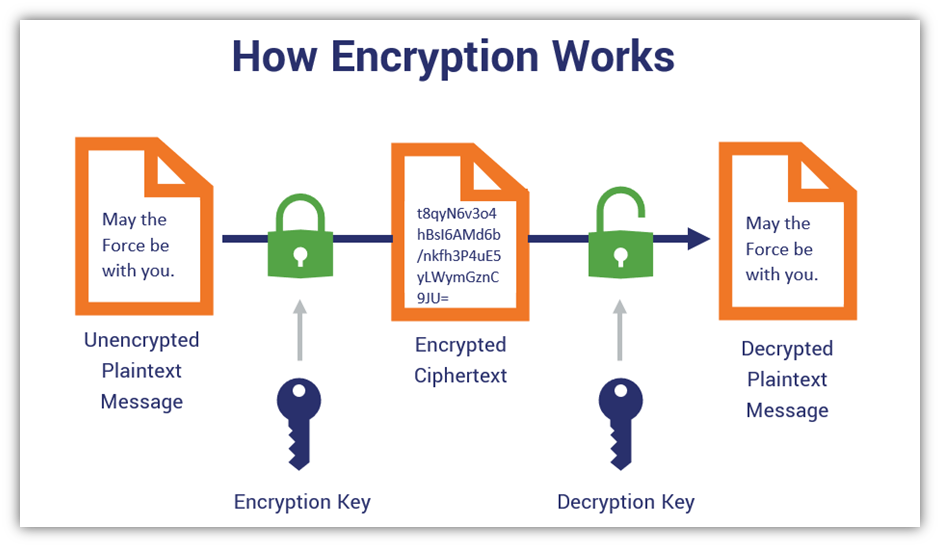 How Encryption Works
May the
Force be
with you.
Unencrypted
Plaintext
Message
Encryption Key
t8qyN6v3o4
hBsI6AMd6b
/nkfh3P4uE5
yLWymGznC
9JU=
Encrypted
Ciphertext
Decryption Key
May the
Force be
with you.
Decrypted
Plaintext
Message